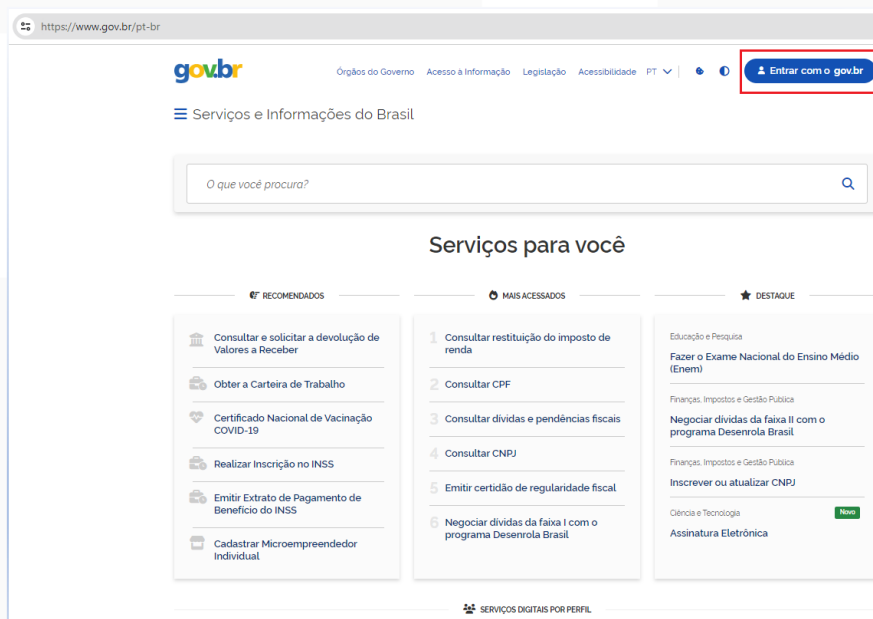 https://www.gov.br/pt-br
gov.br
Órgãos do Governo Acesso à Informação Legislação Acessibilidade PT
Entrar com o gov.br
Serviços e Informações do Brasil
O que você procura?
Serviços para você
RECOMENDADOS
Consultar e solicitar a devolução de
Valores a Receber
Obter a Carteira de Trabalho
Certificado Nacional de Vacinação
COVID-19
Realizar Inscrição no INSS
Emitir Extrato de Pagamento de
Benefício do INSS
Cadastrar Microempreendedor
Individual
MAIS ACESSADOS
1 Consultar restituição do imposto de
renda
2 Consultar CPF
3 Consultar dívidas e pendências fiscais
4 Consultar CNPJ
5 Emitir certidão de regularidade fiscal
6 Negociar dívidas da faixa I com o
programa Desenrola Brasil
DESTAQUE
Educação e Pesquisa
Fazer o Exame Nacional do Ensino Médio
(Enem)
Finanças, Impostos e Gestão Pública
Negociar dívidas da faixa II com o
programa Desenrola Brasil
Finanças, Impostos e Gestão Pública
Inscrever ou atualizar CNPJ
Ciência e Tecnologia Novo
Assinatura Eletrônica
SERVIÇOS DIGITAIS POR PERFIL